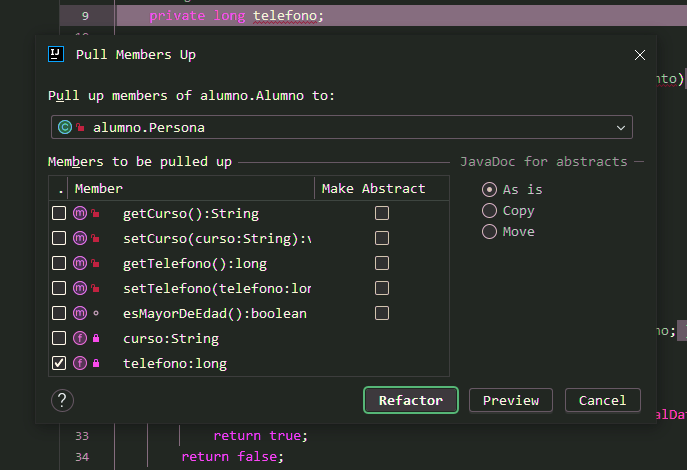 9 private long telefono;
Pull Members Up
Pull up members of alumno.Alumno to:
nto)
alumno.Persona
Members to be pulled up
JavaDoc for abstracts
. Member Make Abstract
As is
getCurso():String
Copy
setCurso(curso:String):v
Move
getTelefono():long
setTelefono(telefono:lor
esMayorDeEdad():boolean
curso:String
no;
telefono:long
? Refactor Preview Cancel
alDat
33 return true;
34 return false;